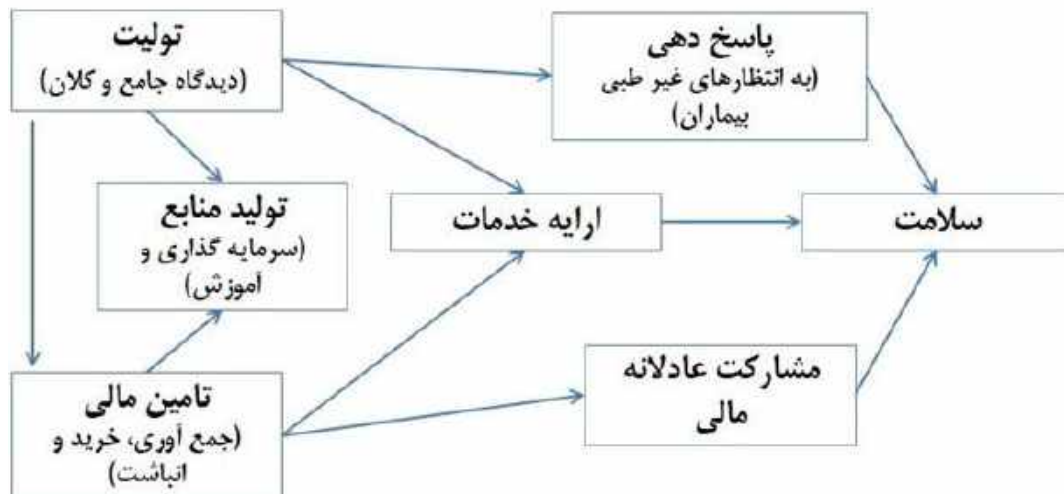 تولیت
(دیدگاه جامع و کلان)
پاسخ دهی
(به انتظارهای غیر طبی
بیماران)
تولید منابع
(سرمایه گذاری و
آموزش)
ارایه خدمات
سلامت
تامین مالی
(جمع آوری، خرید و
انباشت)
مشارکت عادلانه
مالی